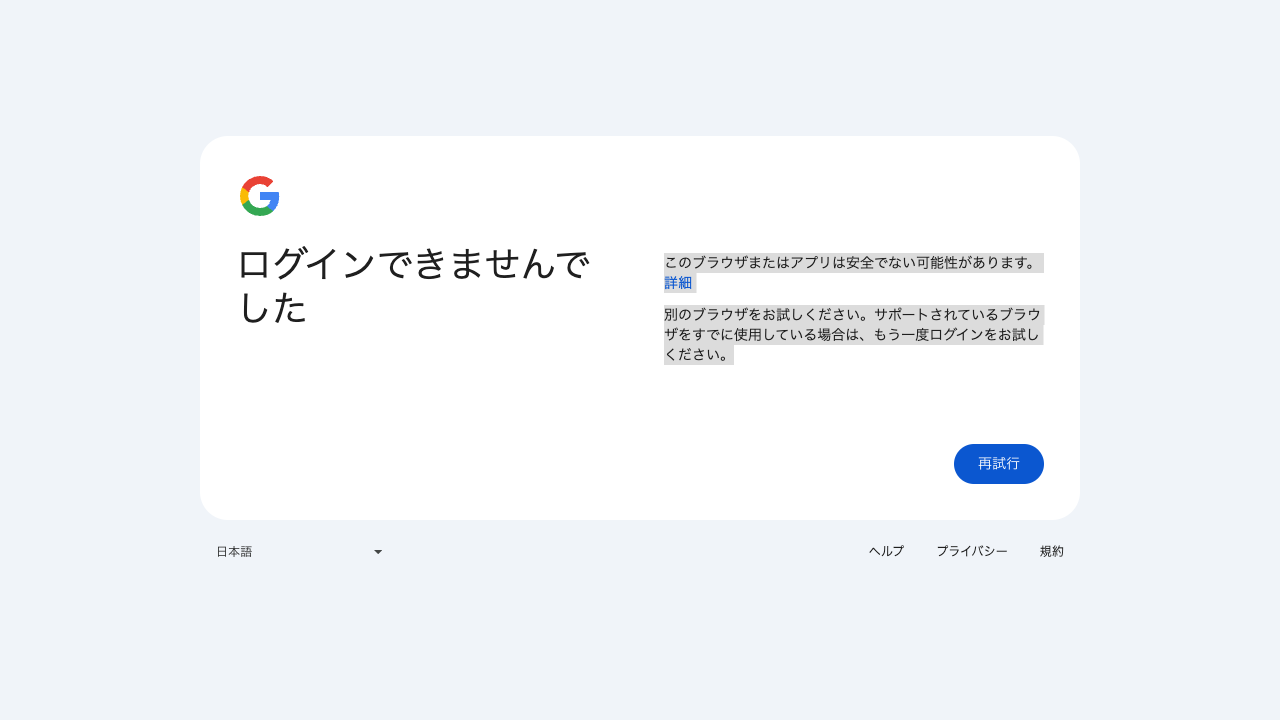 ログインできませんで
した
このブラウザまたはアプリは安全でない可能性があります。
詳細
別のブラウザをお試しください。サポートされているブラウ
ザをすでに使用している場合は、もう一度ログインをお試し
ください。
再試行
日本語
ヘルプ プライバシー 規約